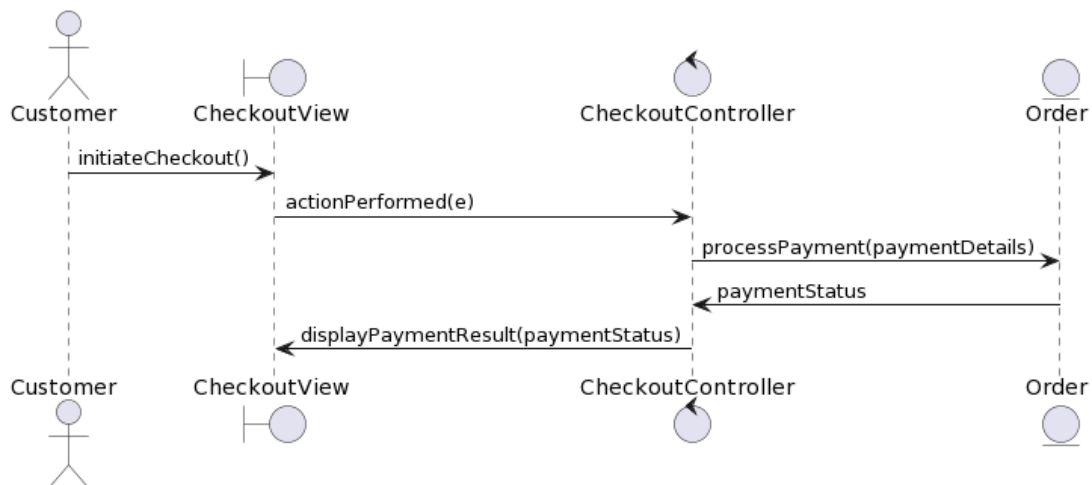 Customer CheckoutView CheckoutController Order
initiateCheckout()
actionPerformed(e)
processPayment(paymentDetails)
paymentStatus
displayPaymentResult(paymentStatus)
Customer CheckoutView CheckoutController Order